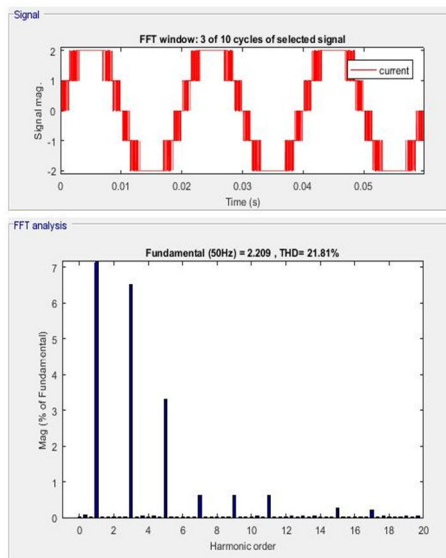 Signal
FFT window: 3 of 10 cycles of selected signal
current
Signal mag.
2
1
0
-1
-2
0 0.01 0.02 0.03 0.04 0.05
Time (s)
FFT analysis
Fundamental (50Hz) = 2.209 , THD= 21.81%
Mag (% of Fundamental)
7
6
5
4
3
2
1
0
0 2 4 6 8 10 12 14 16 18 20
Harmonic order